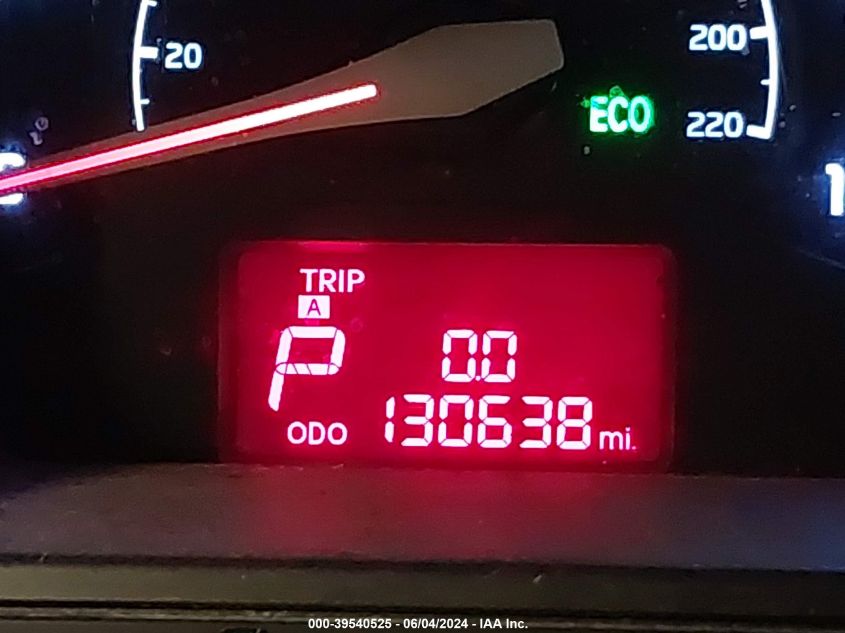 20
200
ECO
220
TRIP
A
P
0.0
ODO 130638 mi.
000-39540525 - 06/04/2024 - IAA Inc.